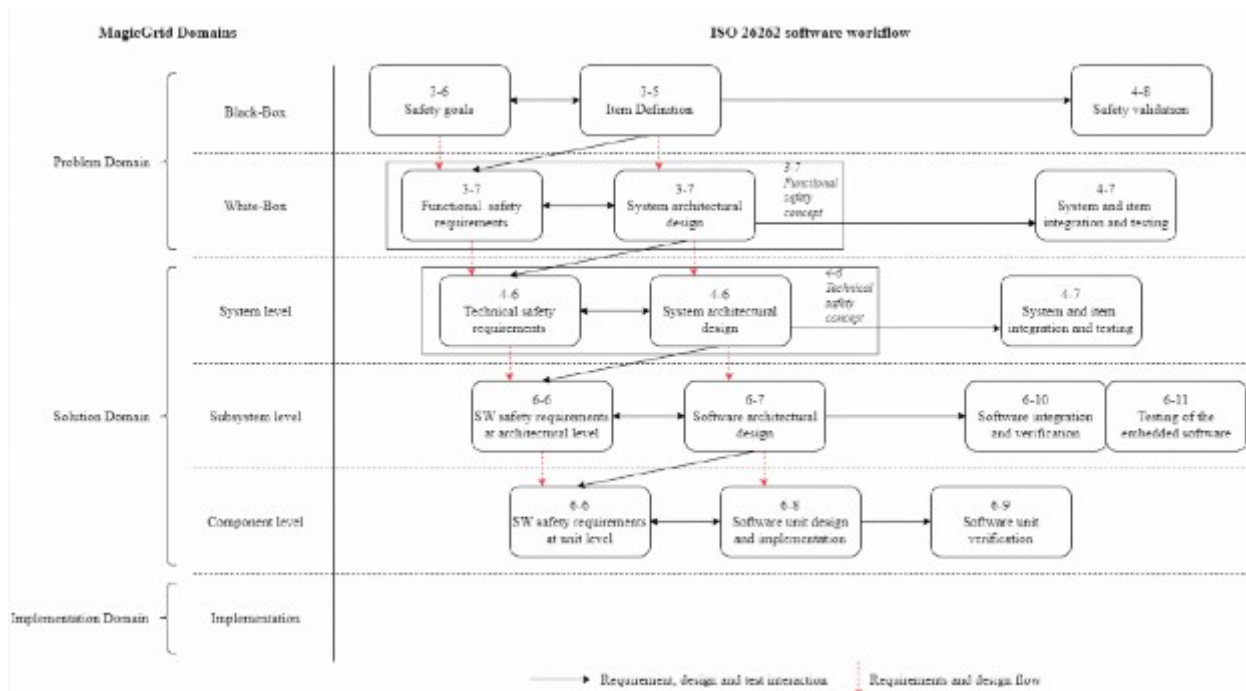 MagicGrid Domains
ISO 26262 software workflow
Problem Domain
Black-Box
3-6
Safety goals
3-5
Item Definition
4-8
Safety validation
White-Box
3-7
Functional safety
requirements
3-7
System architectural
design
3-7
Functional
safety
concept
4-7
System and item
integration and testing
Solution Domain
System level
4-6
Technical safety
requirements
4-6
System architectural
design
4-6
Technical
safety
concept
4-7
System and item
integration and testing
Subsystem level
6-6
SW safety requirements
at architectural level
6-7
Software architectural
design
6-10
Software integration
and verification
6-11
Testing of the
embedded software
Component level
6-6
SW safety requirements
at unit level
6-8
Software unit design
and implementation
6-9
Software unit
verification
Implementation Domain
Implementation
Requirement, design and test interaction
Requirements and design flow